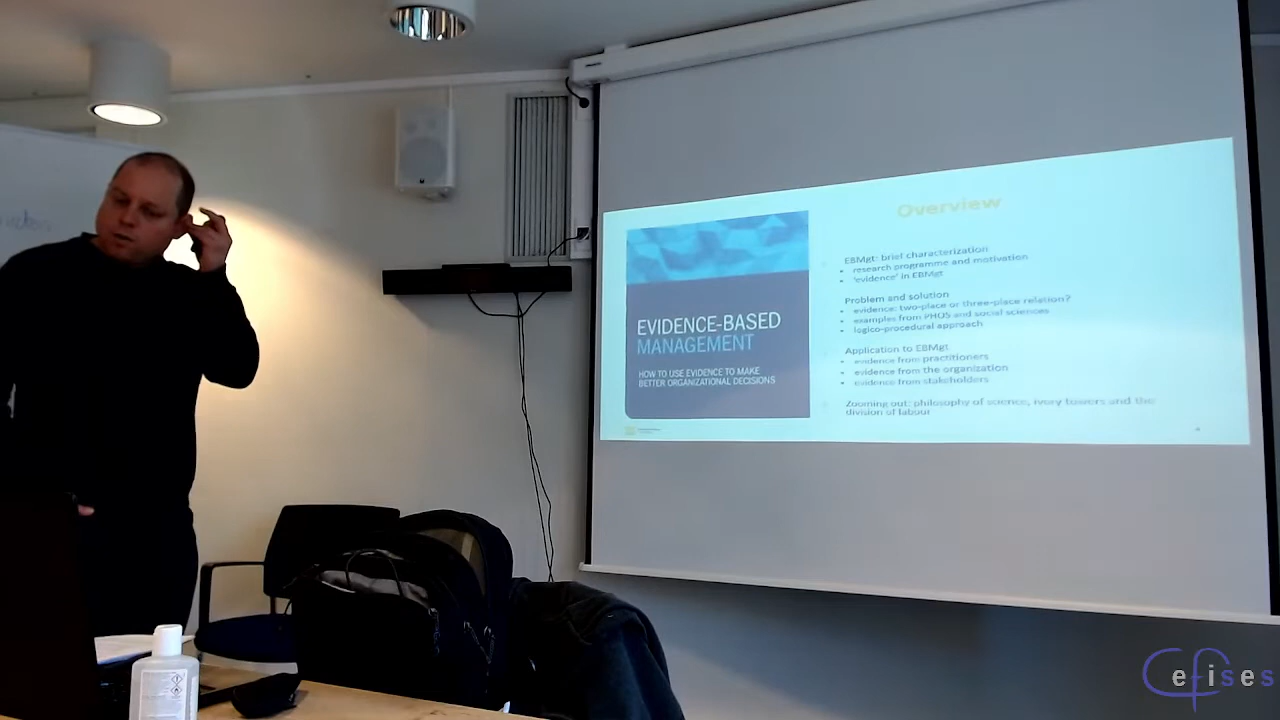 Overview
EVIDENCE-BASED
MANAGEMENT
HOW TO USE EVIDENCE TO MAKE
BETTER ORGANIZATIONAL DECISIONS
EBMgt: brief characterization
• research programme and motivation
• 'evidence' in EBMgt
Problem and solution
• evidence: two-place or three-place relation?
• examples from PHOS and social sciences
• logico-procedural approach
Application to EBMgt
• evidence from practitioners
• evidence from the organization
• evidence from stakeholders
Zooming out: philosophy of science, ivory towers and the
division of labour
Cefises